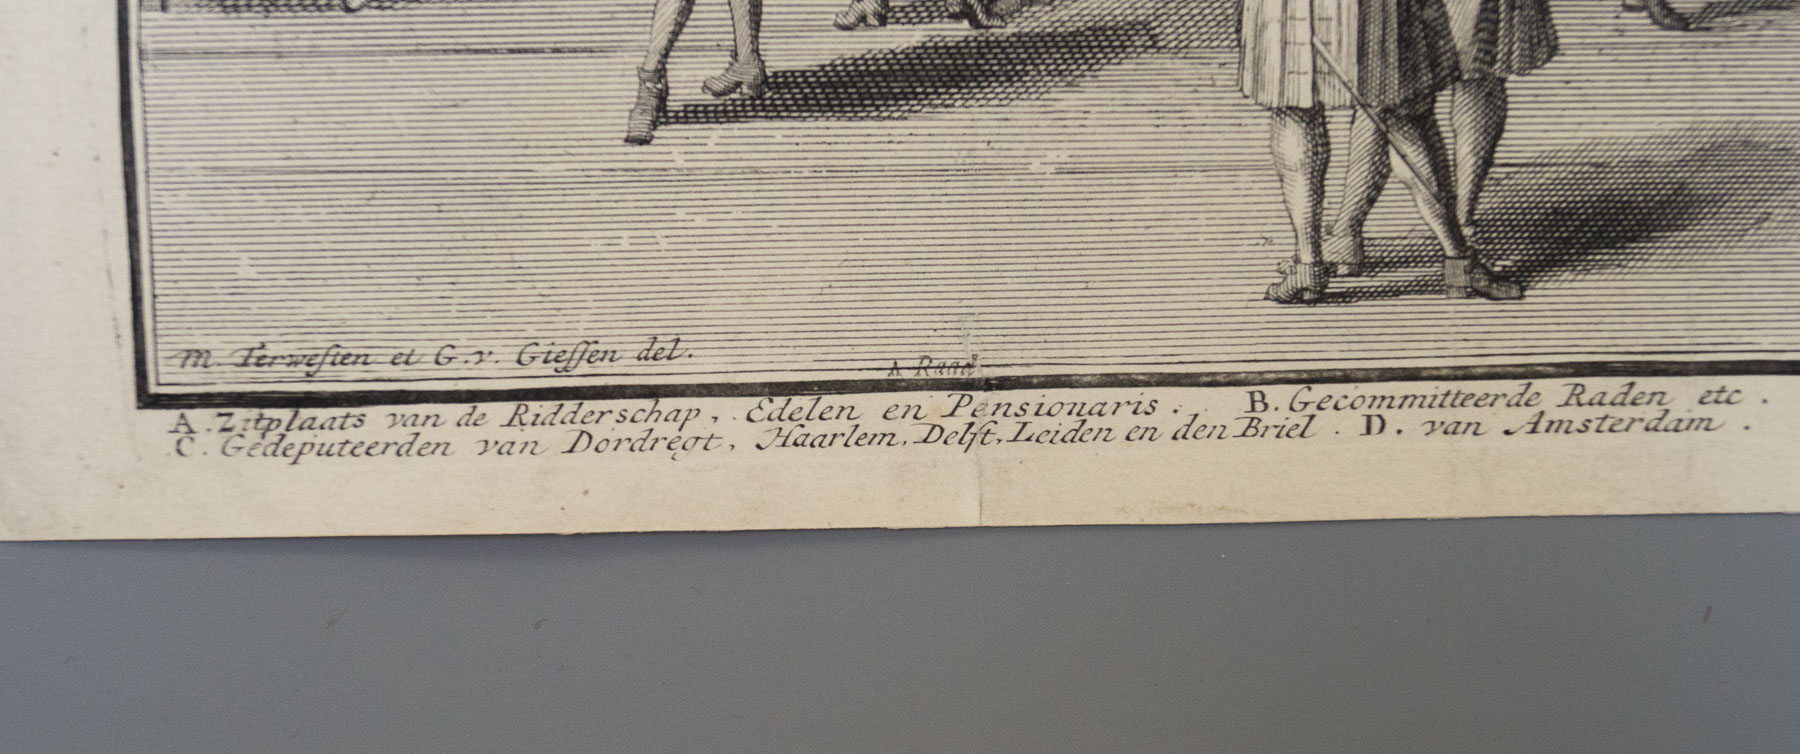 M. Terwesten et G. v. Giessen del.
A Raad
A. Zitplaats van de Ridderschap, Edelen en Pensionaris. B. Gecommitteerde Raden etc.
C. Gedeputeerden van Dordregt, Haarlem, Delft, Leiden en den Briel. D. van Amsterdam.